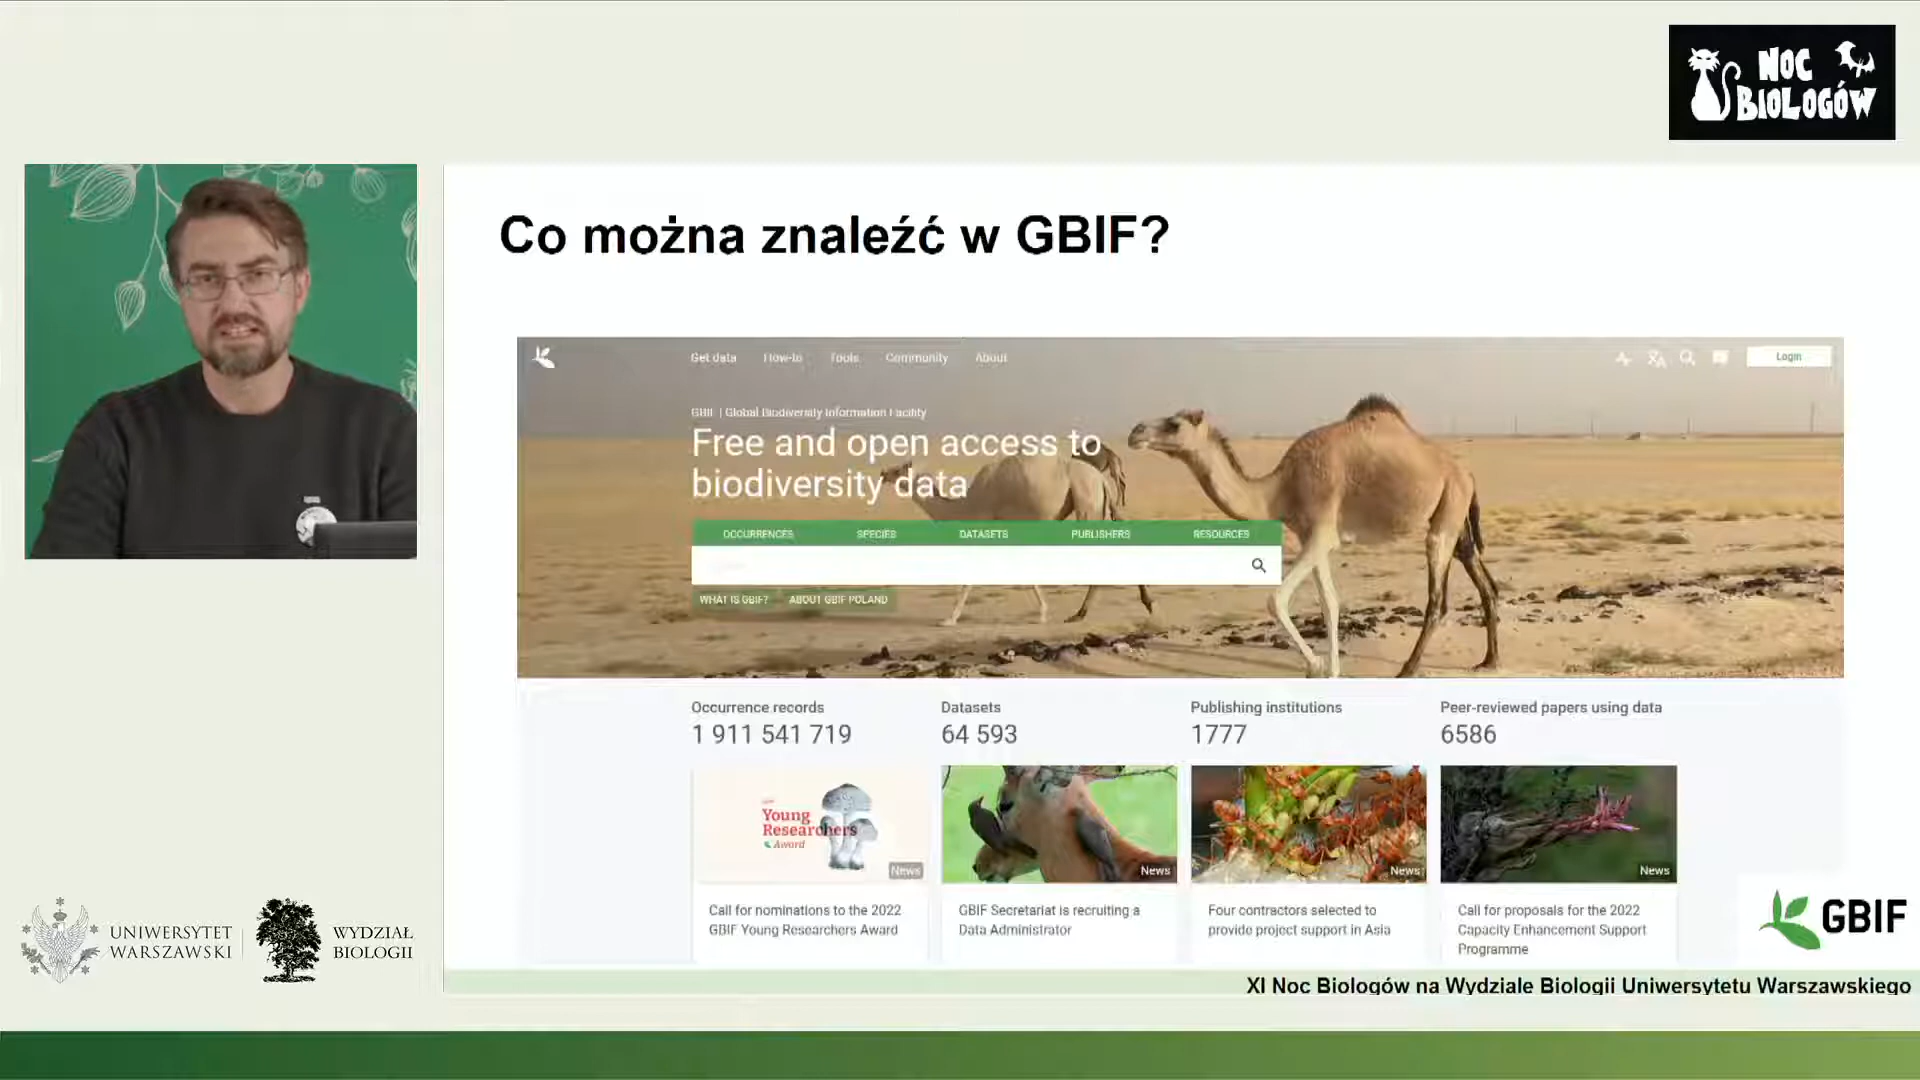 NOC
BIOLOGÓW
Co można znaleźć w GBIF?
Get data How-to Tools Community About
Login
GBIF | Global Biodiversity Information Facility
Free and open access to
biodiversity data
OCCURRENCES SPECIES DATASETS PUBLISHERS RESOURCES
WHAT IS GBIF? ABOUT GBIF POLAND
Occurrence records Datasets Publishing institutions Peer-reviewed papers using data
1 911 541 719 64 593 1777 6586
Young
Researchers
Award
News News News News
Call for nominations to the 2022
GBIF Young Researchers Award
GBIF Secretariat is recruiting a
Data Administrator
Four contractors selected to
provide project support in Asia
Call for proposals for the 2022
Capacity Enhancement Support
Programme
GBIF
UNIWERSYTET
WARSZAWSKI
WYDZIAŁ
BIOLOGII
XI Noc Biologów na Wydziale Biologii Uniwersytetu Warszawskiego